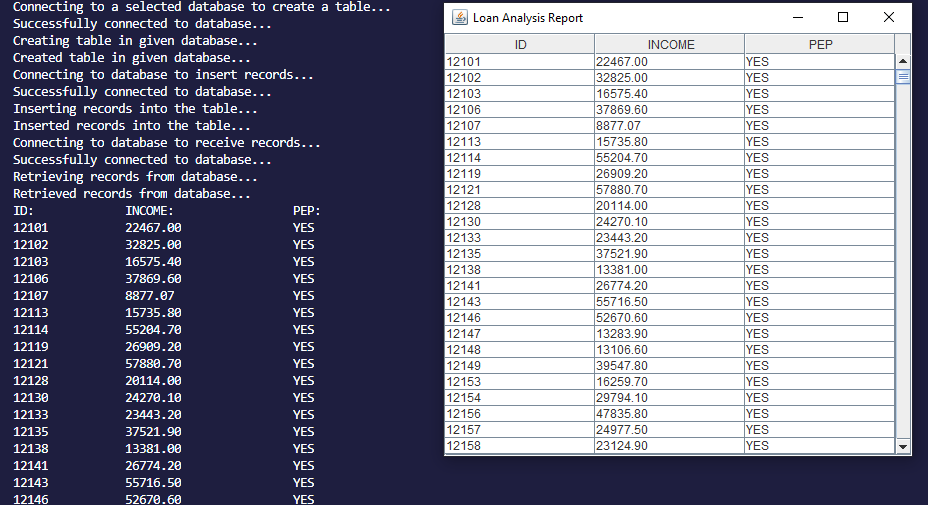 Connecting to a selected database to create a table...
Successfully connected to database...
Creating table in given database...
Created table in given database...
Connecting to database to insert records...
Successfully connected to database...
Inserting records into the table...
Inserted records into the table...
Connecting to database to receive records...
Successfully connected to database...
Retrieving records from database...
Retrieved records from database...
ID: INCOME: PEP:
12101 22467.00 YES
12102 32825.00 YES
12103 16575.40 YES
12106 37869.60 YES
12107 8877.07 YES
12113 15735.80 YES
12114 55204.70 YES
12119 26909.20 YES
12121 57880.70 YES
12128 20114.00 YES
12130 24270.10 YES
12133 23443.20 YES
12135 37521.90 YES
12138 13381.00 YES
12141 26774.20 YES
12143 55716.50 YES
12146 52670.60 YES
Loan Analysis Report
ID INCOME PEP
12101 22467.00 YES
12102 32825.00 YES
12103 16575.40 YES
12106 37869.60 YES
12107 8877.07 YES
12113 15735.80 YES
12114 55204.70 YES
12119 26909.20 YES
12121 57880.70 YES
12128 20114.00 YES
12130 24270.10 YES
12133 23443.20 YES
12135 37521.90 YES
12138 13381.00 YES
12141 26774.20 YES
12143 55716.50 YES
12146 52670.60 YES
12147 13283.90 YES
12148 13106.60 YES
12149 39547.80 YES
12153 16259.70 YES
12154 29794.10 YES
12156 47835.80 YES
12157 24977.50 YES
12158 23124.90 YES